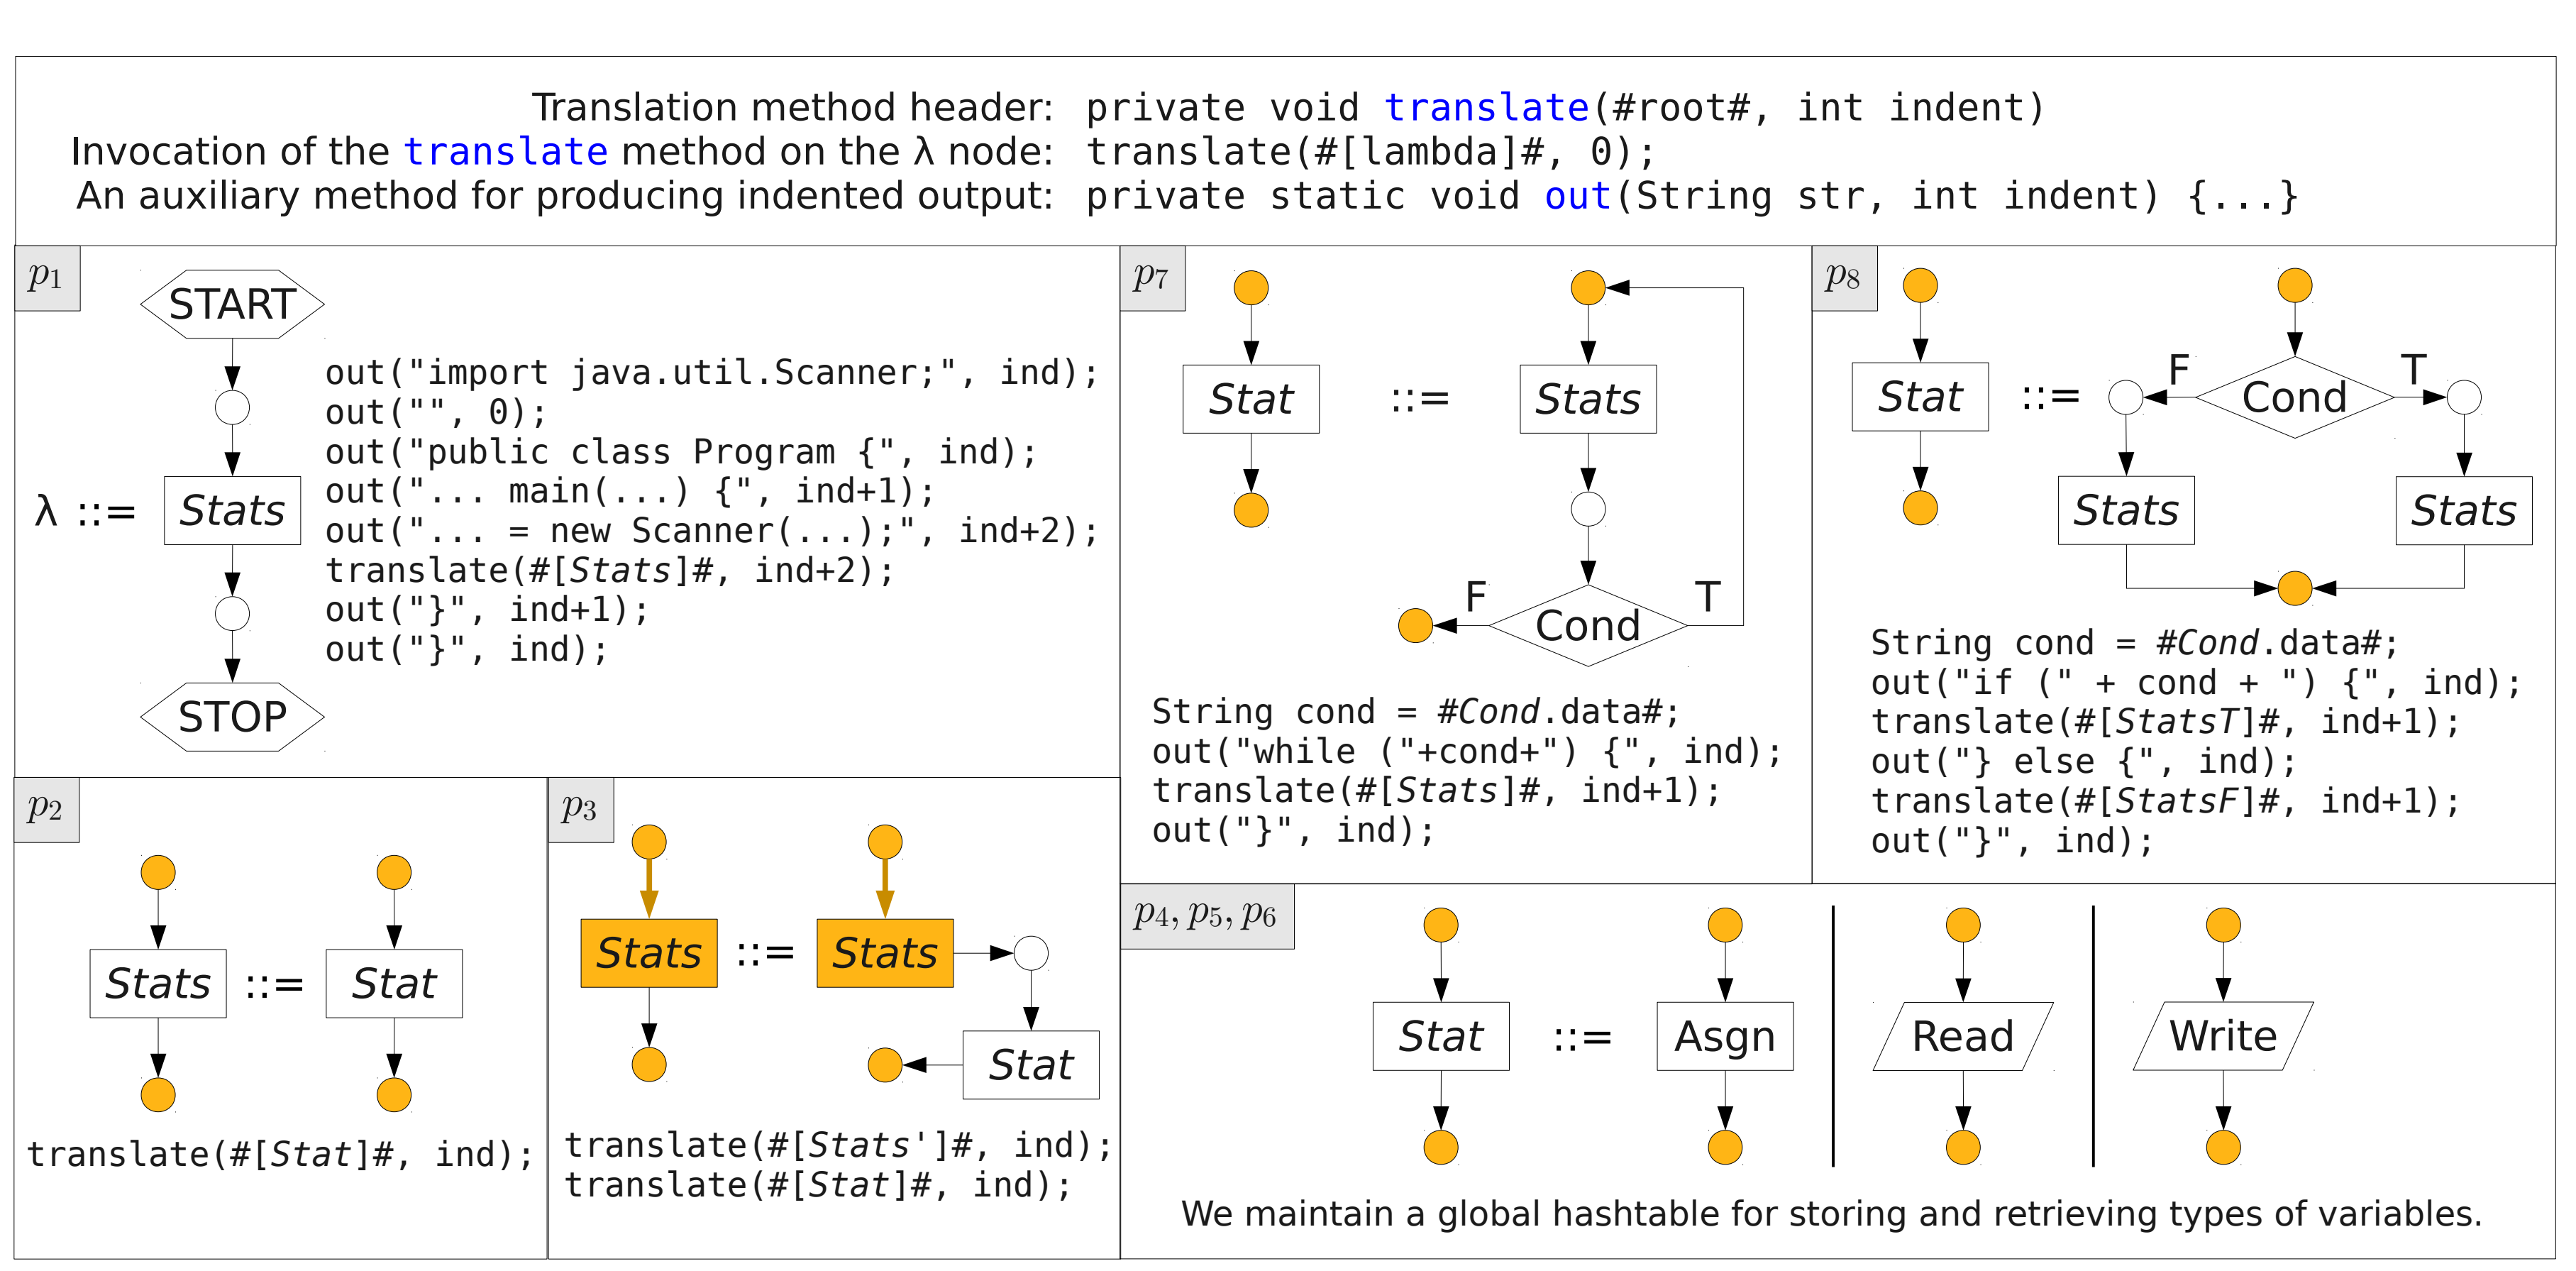 Translation method header: private void translate(#root#, int indent)
Invocation of the translate method on the λ node: translate(#[lambda]#, 0);
An auxiliary method for producing indented output: private static void out(String str, int indent) {...}
p1
START
λ ::= Stats
STOP
out("import java.util.Scanner;", ind);
out("", 0);
out("public class Program {", ind);
out("... main(...) {", ind+1);
out("... = new Scanner(...);", ind+2);
translate(#[Stats]#, ind+2);
out("}", ind+1);
out("}", ind);
p2
Stats ::= Stat
translate(#[Stat]#, ind);
p3
Stats ::= Stats
Stat
translate(#[Stats']#, ind);
translate(#[Stat]#, ind);
p7
Stat ::= Stats
F Cond T
String cond = #Cond.data#;
out("while ("+cond+") {", ind);
translate(#[Stats]#, ind+1);
out("}", ind);
p8
Stat ::= F Cond T
Stats Stats
String cond = #Cond.data#;
out("if (" + cond + ") {", ind);
translate(#[StatsT]#, ind+1);
out("} else {", ind);
translate(#[StatsF]#, ind+1);
out("}", ind);
p4, p5, p6
Stat ::= Asgn Read Write
We maintain a global hashtable for storing and retrieving types of variables.